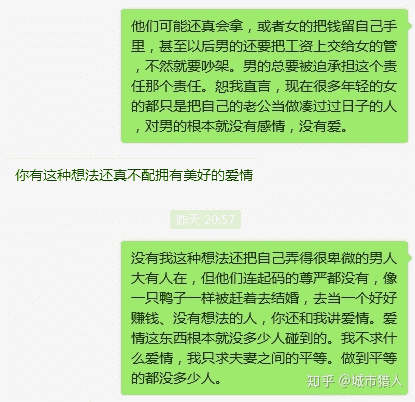 他们可能还真会拿，或者女的把钱留自己手
里，甚至以后男的还要把工资上交给女的管
，不然就要吵架。男的总要被迫承担这个责
任那个责任。恕我直言，现在很多年轻的女
的都只是把自己的老公当做凑过过日子的人
，对男的根本就没有感情，没有爱。
你有这种想法还真不配拥有美好的爱情
昨天 20:57
没有我这种想法还把自己弄得很卑微的男人
大有人在，但他们连起码的尊严都没有，像
一只鸭子一样被赶着去结婚，去当一个好好
赚钱、没有想法的人，你还和我讲爱情。爱
情这东西根本就没多少人碰到的。我不求什
么爱情，我只求夫妻之间的平等。做到平等
的都没多少人。
知乎 @城市猎人